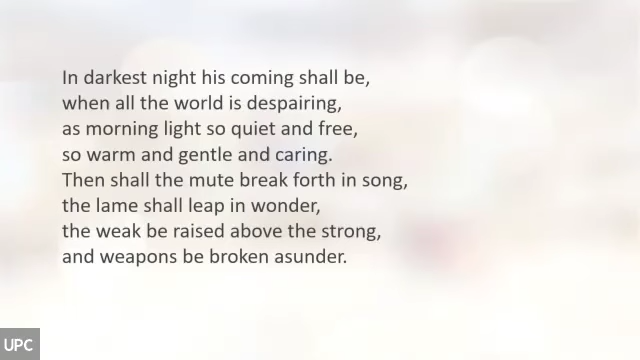 In darkest night his coming shall be,
when all the world is despairing,
as morning light so quiet and free,
so warm and gentle and caring.
Then shall the mute break forth in song,
the lame shall leap in wonder,
the weak be raised above the strong,
and weapons be broken asunder.
UPC